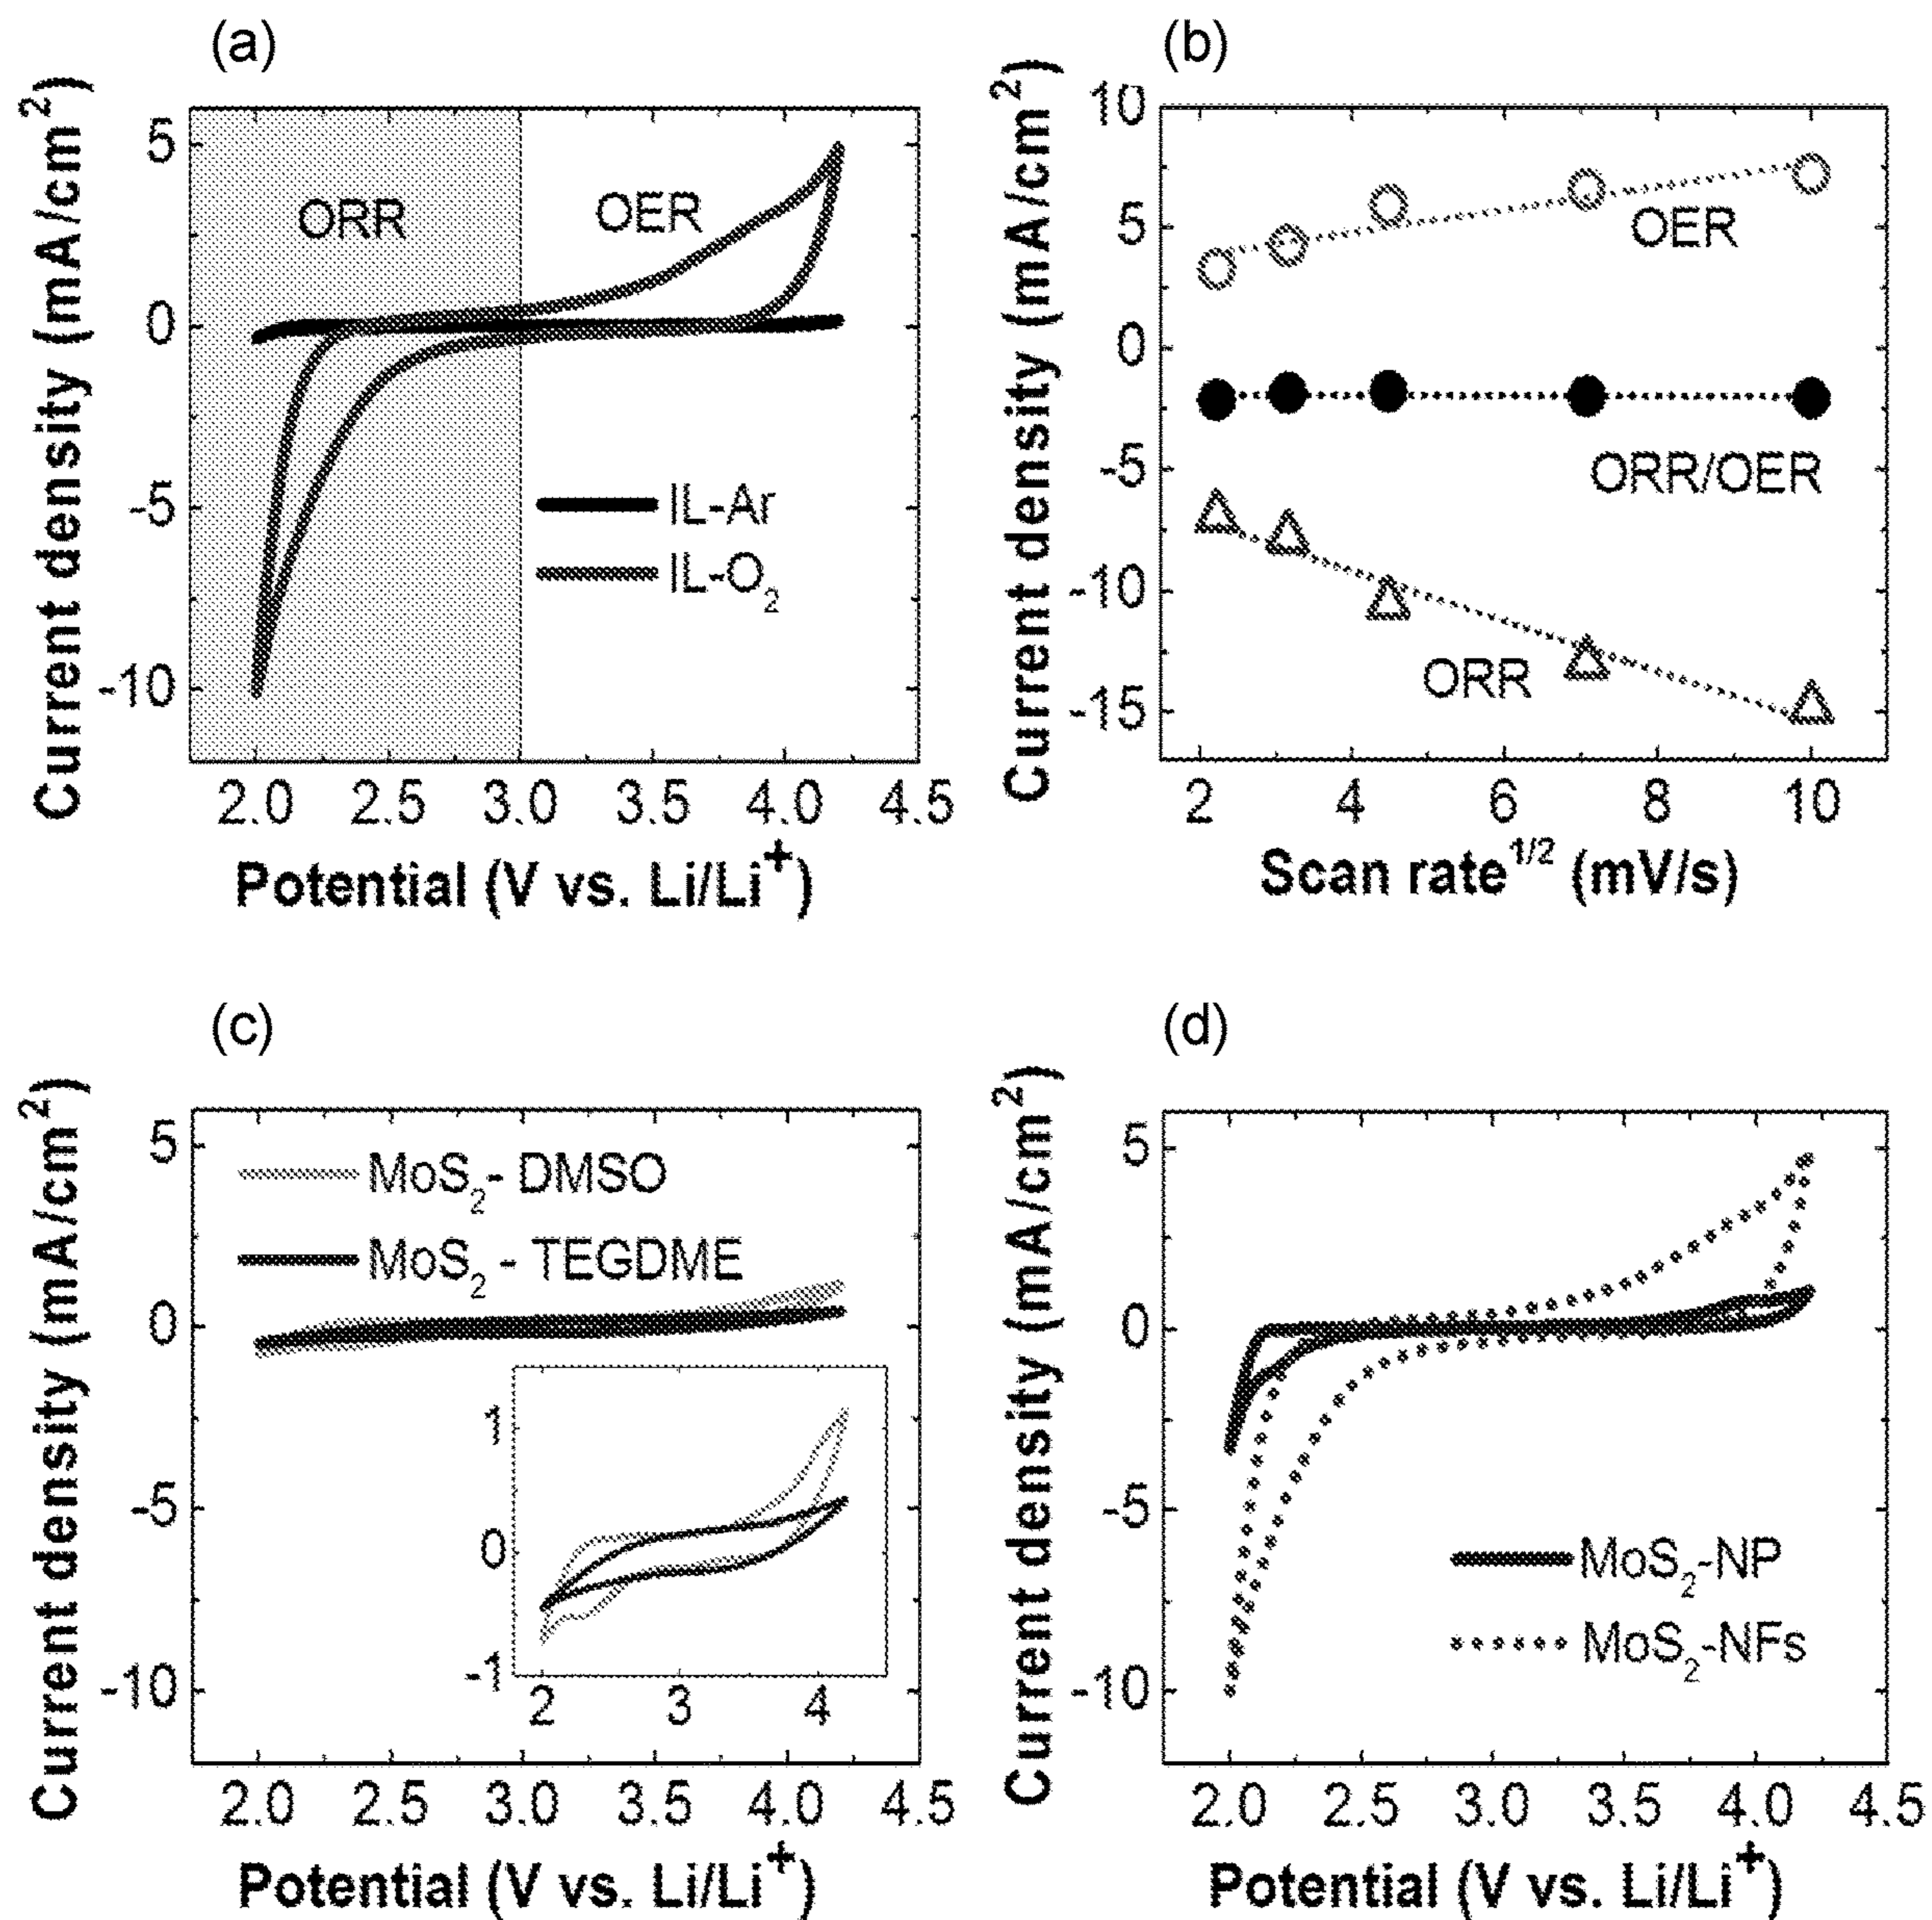 (a)
Current density (mA/cm²)
5
0
-5
-10
ORR
OER
IL-Ar
IL-O₂
2.0 2.5 3.0 3.5 4.0 4.5
Potential (V vs. Li/Li⁺)
(b)
Current density (mA/cm²)
10
5
0
-5
-10
-15
OER
ORR/OER
ORR
2 4 6 8 10
Scan rate¹/² (mV/s)
(c)
Current density (mA/cm²)
5
0
-5
-10
MoS₂- DMSO
MoS₂ - TEGDME
1
0
-1
2 3 4
2.0 2.5 3.0 3.5 4.0 4.5
Potential (V vs. Li/Li⁺)
(d)
Current density (mA/cm²)
5
0
-5
-10
MoS₂-NP
MoS₂-NFs
2.0 2.5 3.0 3.5 4.0 4.5
Potential (V vs. Li/Li⁺)